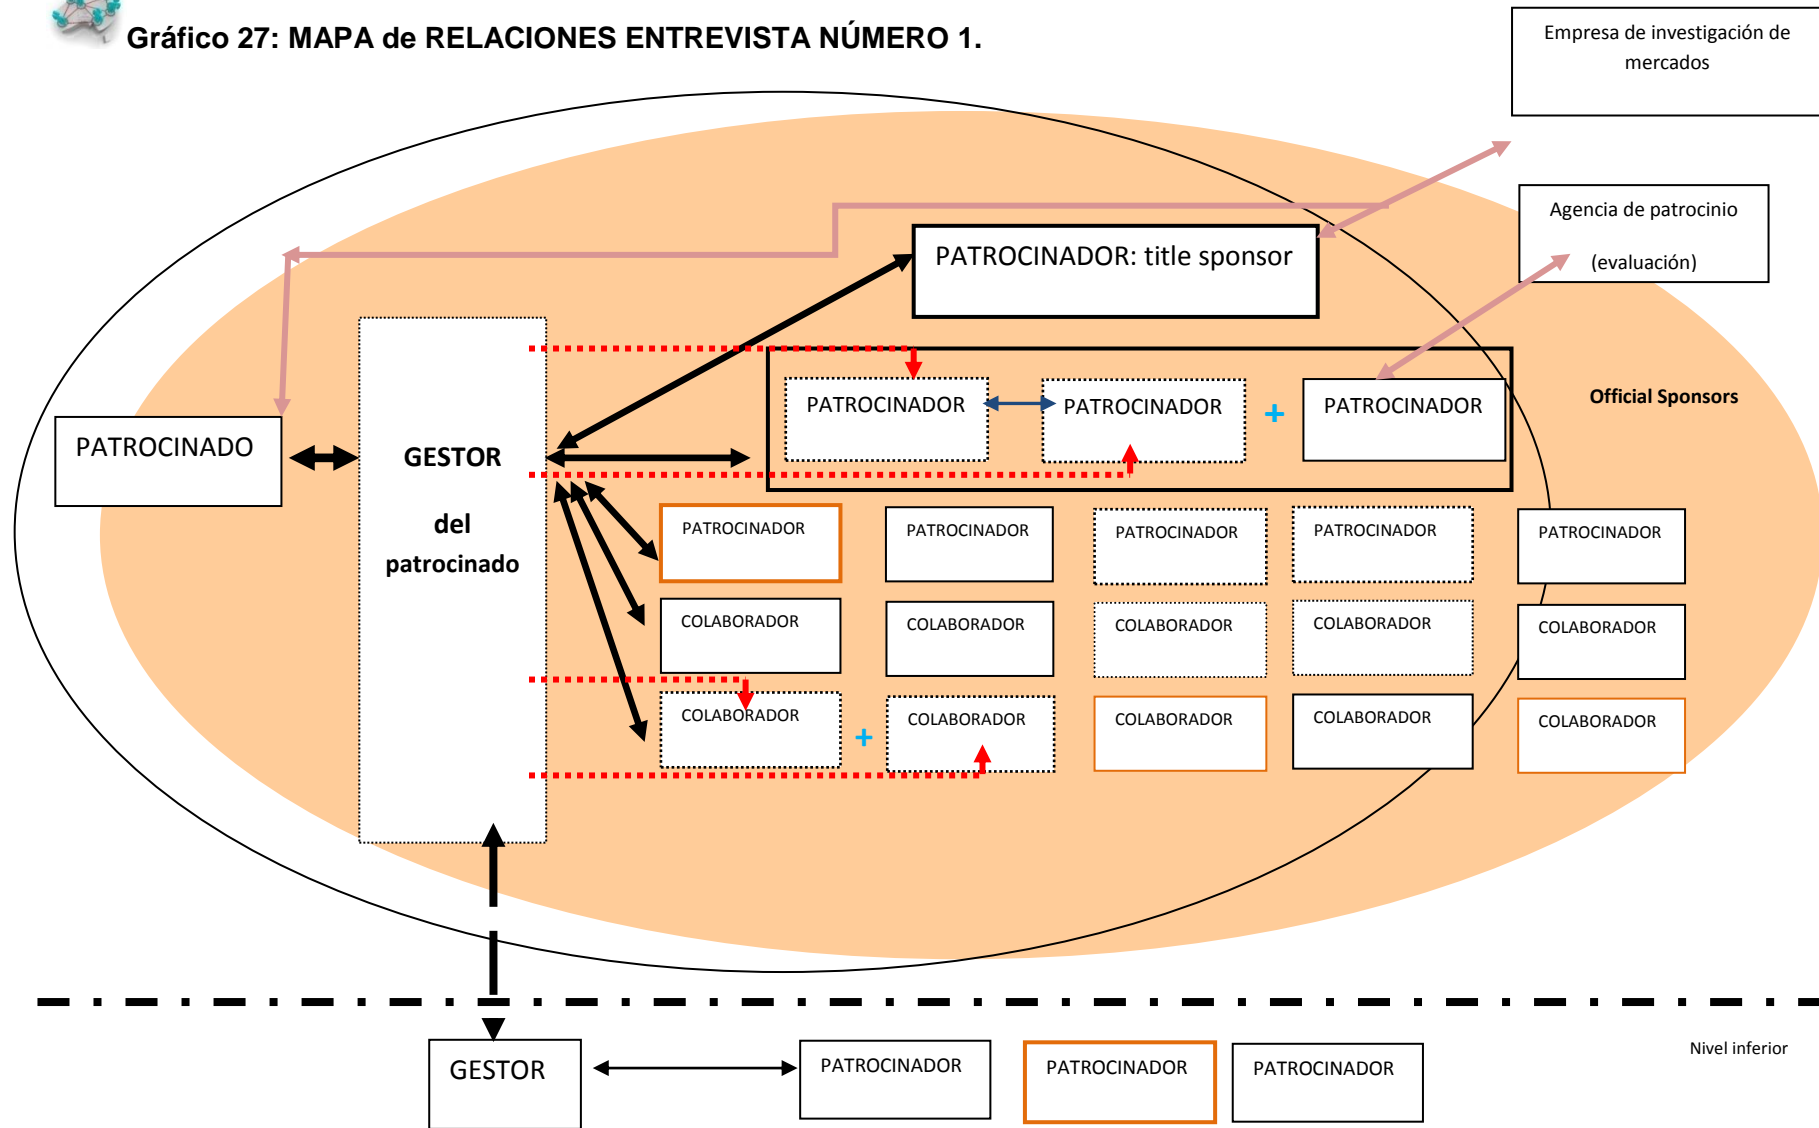 Gráfico 27: MAPA de RELACIONES ENTREVISTA NÚMERO 1.
Empresa de investigación de
mercados
Agencia de patrocinio
(evaluación)
PATROCINADOR: title sponsor
PATROCINADOR
PATROCINADOR
+
PATROCINADOR
Official Sponsors
PATROCINADO
GESTOR
del
patrocinado
PATROCINADOR
PATROCINADOR
PATROCINADOR
PATROCINADOR
PATROCINADOR
COLABORADOR
COLABORADOR
COLABORADOR
COLABORADOR
COLABORADOR
COLABORADOR
+
COLABORADOR
COLABORADOR
COLABORADOR
COLABORADOR
GESTOR
PATROCINADOR
PATROCINADOR
PATROCINADOR
Nivel inferior